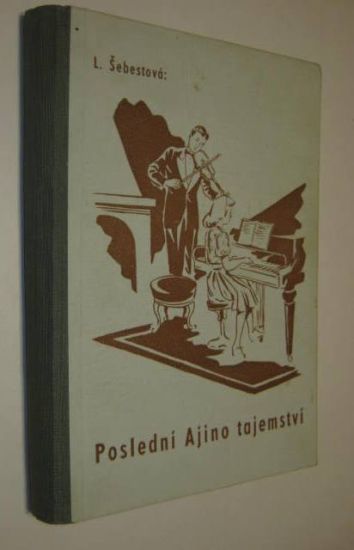 L. Šebestová:
Poslední Ajino tajemství